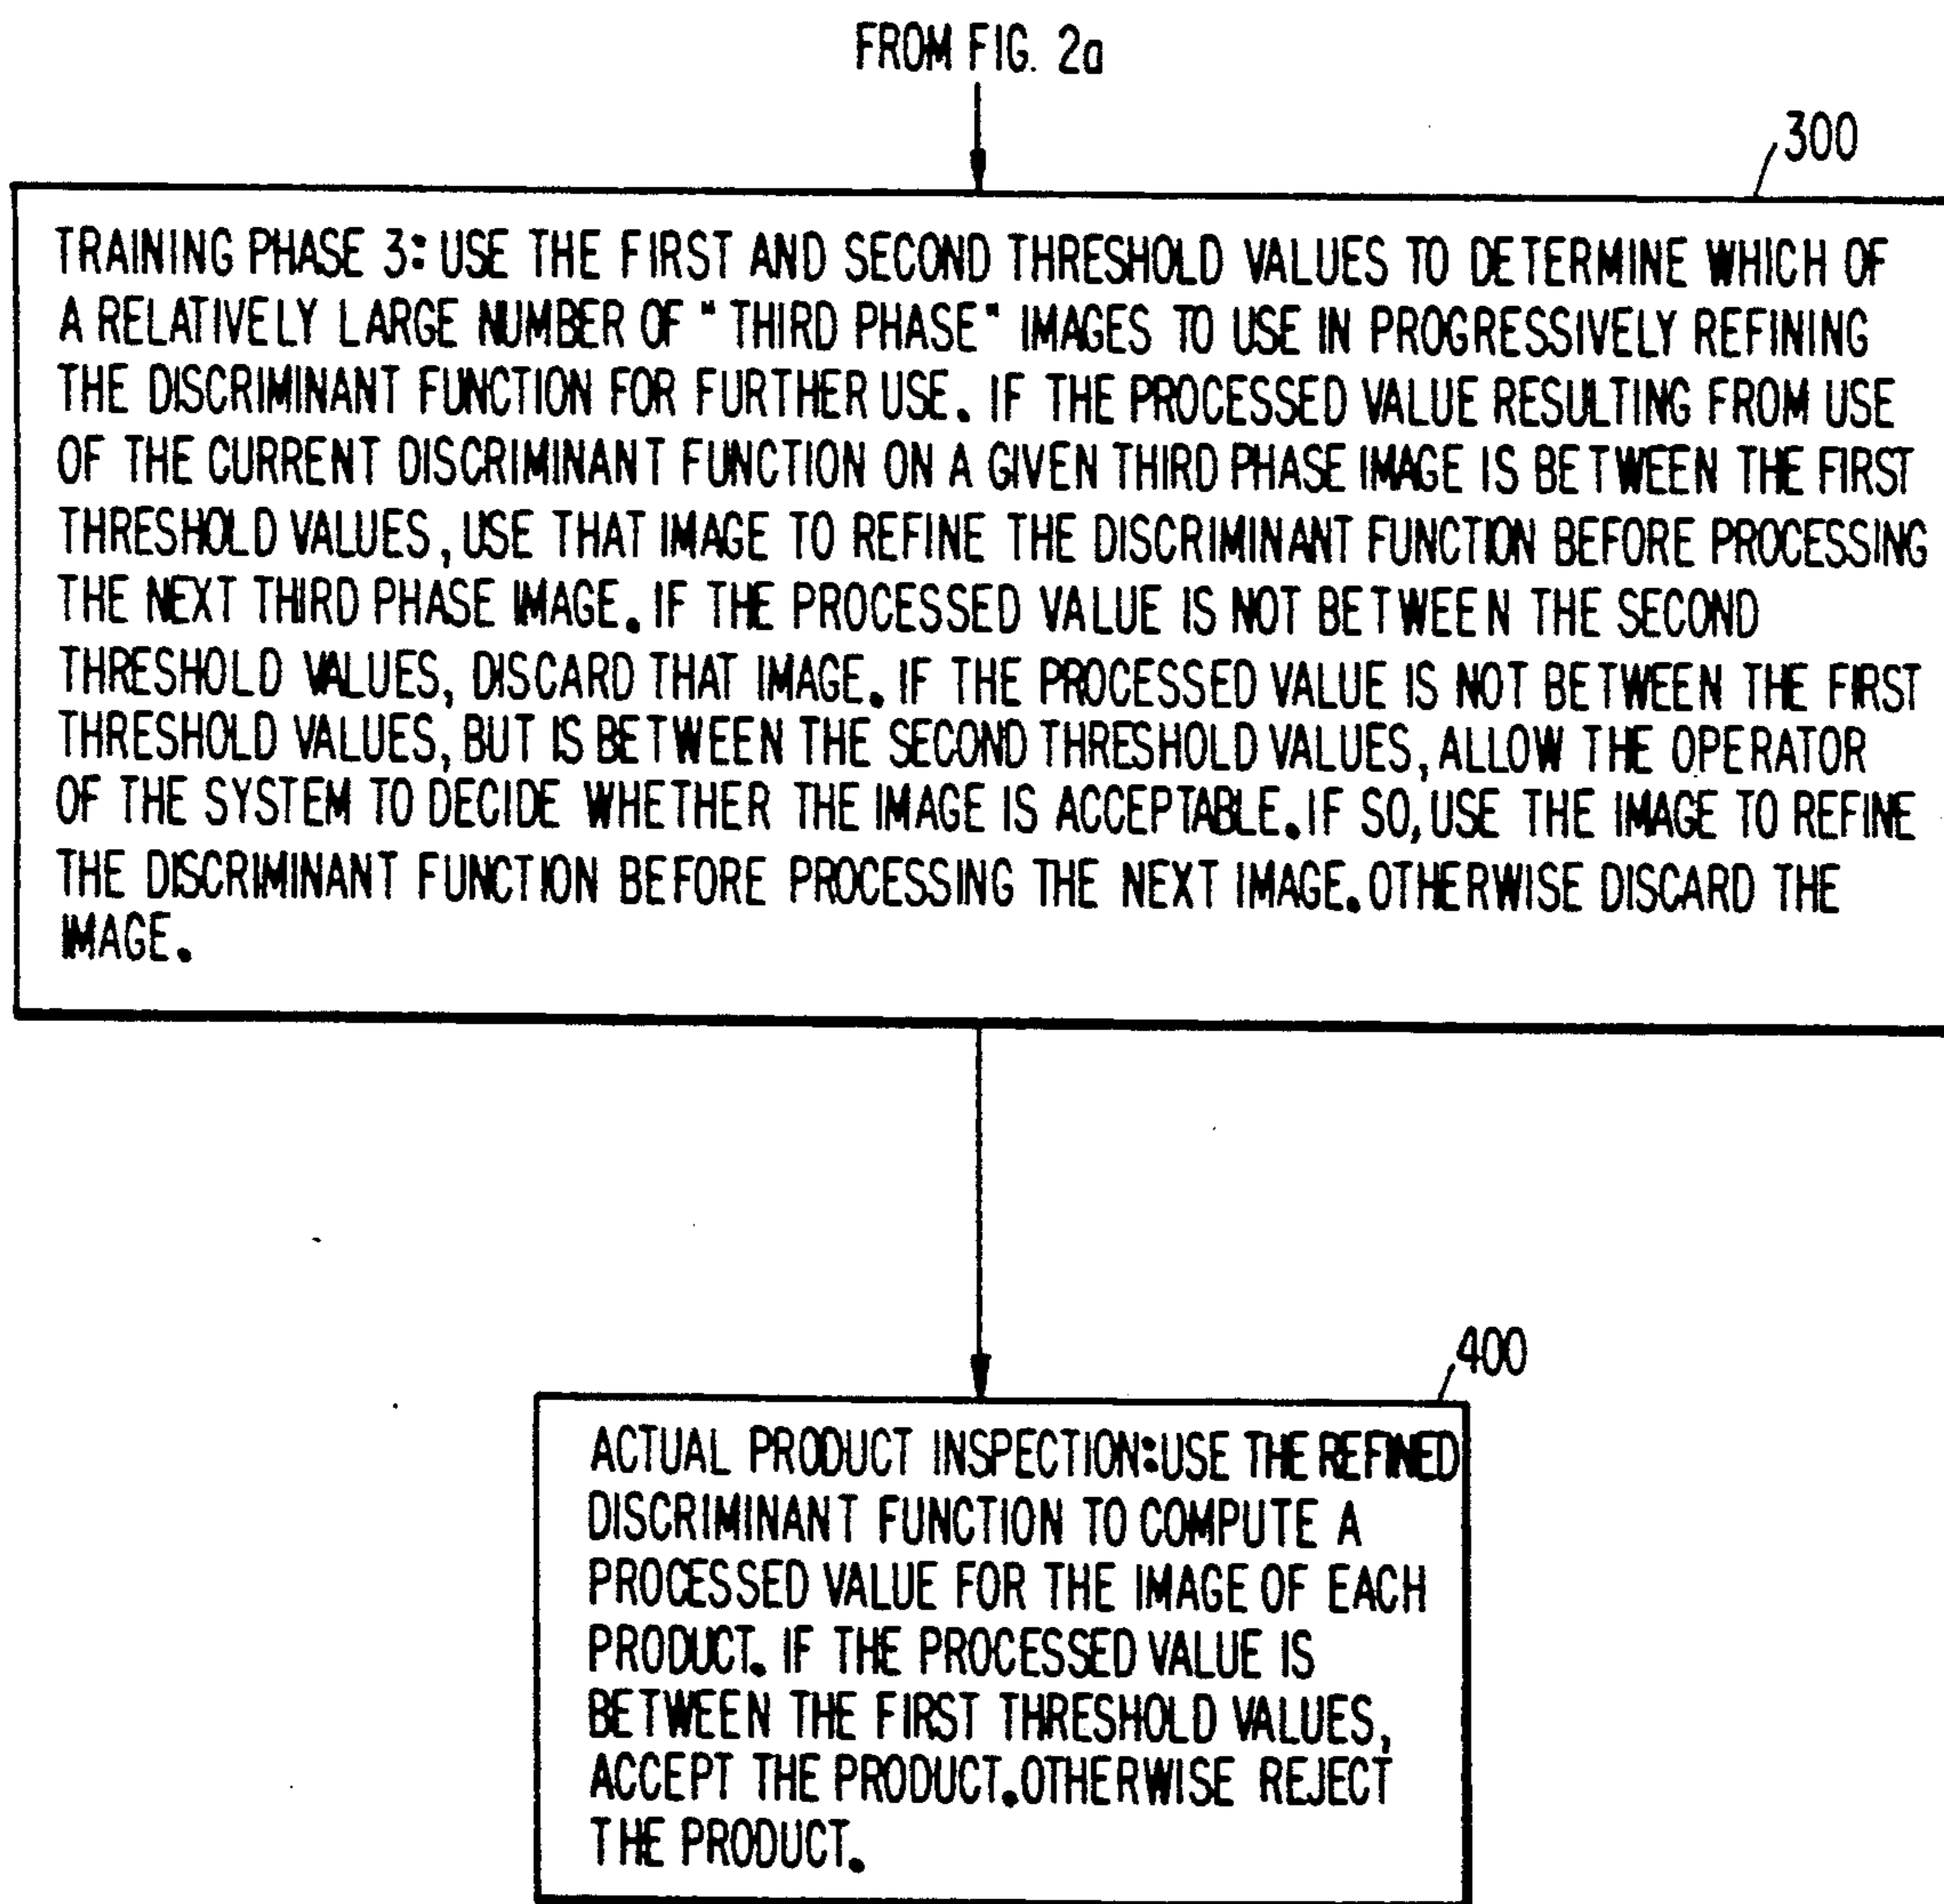 FROM FIG. 2a
300
TRAINING PHASE 3: USE THE FIRST AND SECOND THRESHOLD VALUES TO DETERMINE WHICH OF
A RELATIVELY LARGE NUMBER OF "THIRD PHASE" IMAGES TO USE IN PROGRESSIVELY REFINING
THE DISCRIMINANT FUNCTION FOR FURTHER USE. IF THE PROCESSED VALUE RESULTING FROM USE
OF THE CURRENT DISCRIMINANT FUNCTION ON A GIVEN THIRD PHASE IMAGE IS BETWEEN THE FIRST
THRESHOLD VALUES, USE THAT IMAGE TO REFINE THE DISCRIMINANT FUNCTION BEFORE PROCESSING
THE NEXT THIRD PHASE IMAGE. IF THE PROCESSED VALUE IS NOT BETWEEN THE SECOND
THRESHOLD VALUES, DISCARD THAT IMAGE. IF THE PROCESSED VALUE IS NOT BETWEEN THE FIRST
THRESHOLD VALUES, BUT IS BETWEEN THE SECOND THRESHOLD VALUES, ALLOW THE OPERATOR
OF THE SYSTEM TO DECIDE WHETHER THE IMAGE IS ACCEPTABLE. IF SO, USE THE IMAGE TO REFINE
THE DISCRIMINANT FUNCTION BEFORE PROCESSING THE NEXT IMAGE. OTHERWISE DISCARD THE
IMAGE.
400
ACTUAL PRODUCT INSPECTION: USE THE REFINED
DISCRIMINANT FUNCTION TO COMPUTE A
PROCESSED VALUE FOR THE IMAGE OF EACH
PRODUCT. IF THE PROCESSED VALUE IS
BETWEEN THE FIRST THRESHOLD VALUES,
ACCEPT THE PRODUCT. OTHERWISE REJECT
THE PRODUCT.